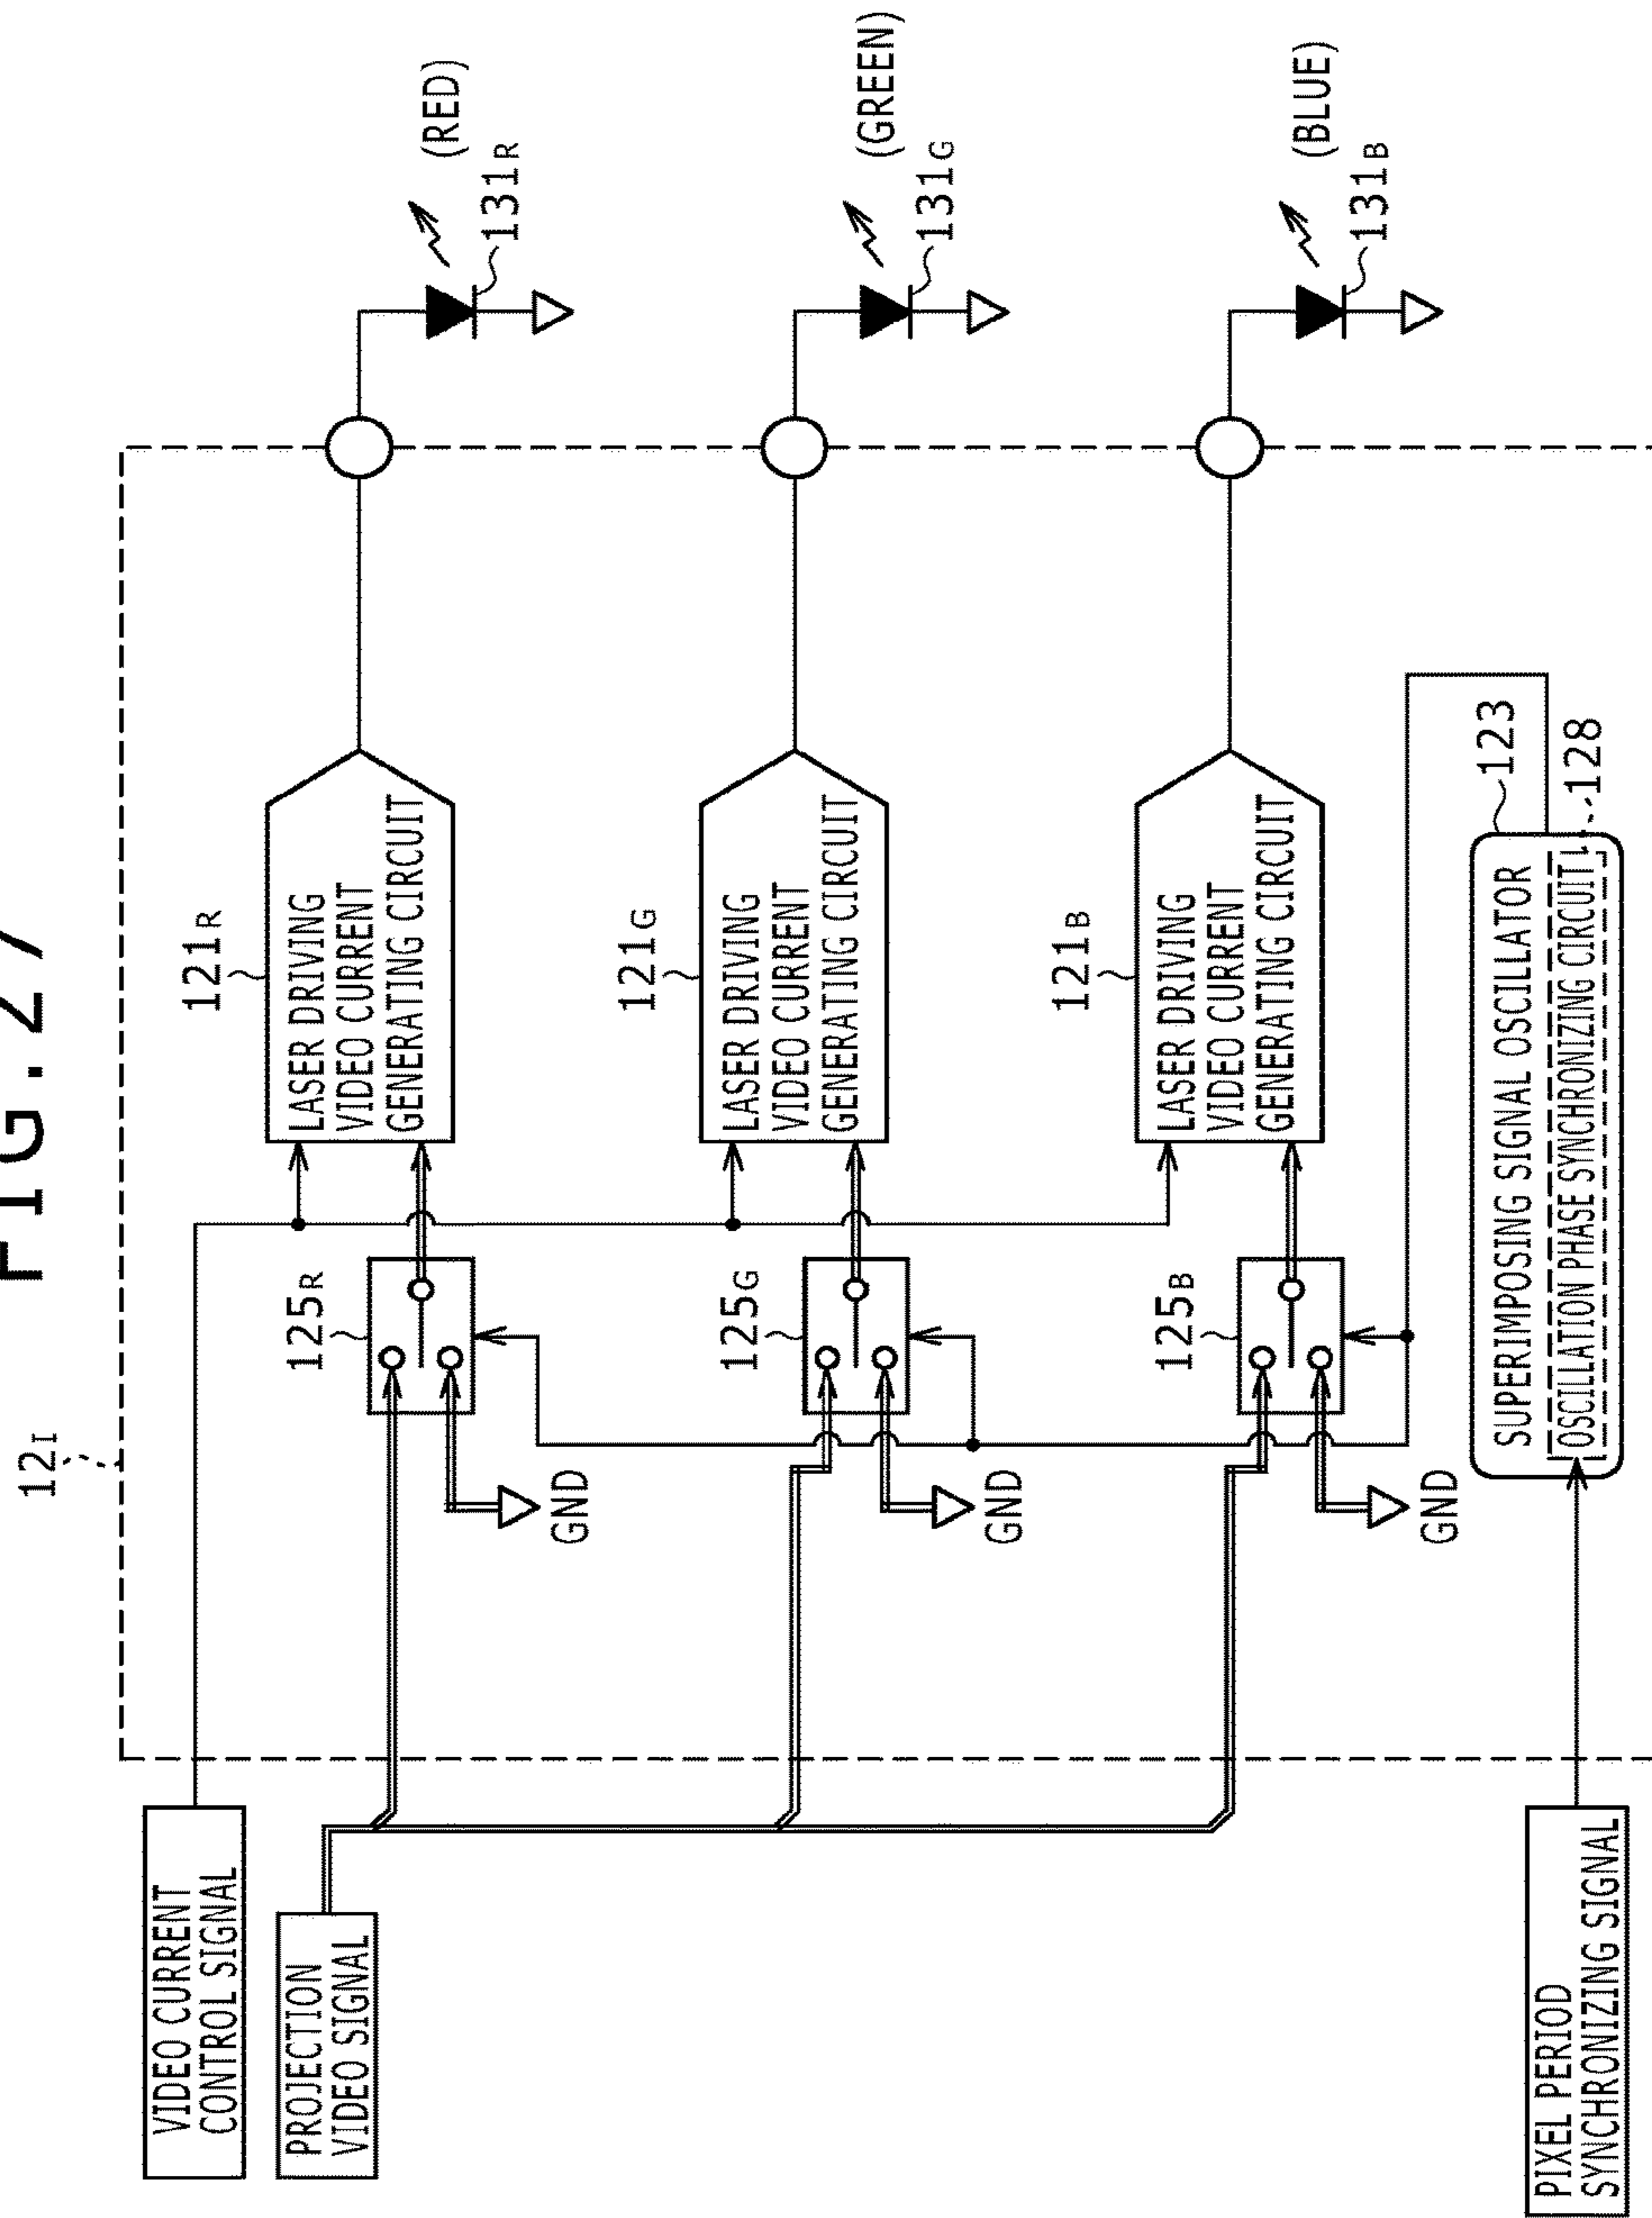 FIG.27
12I
VIDEO CURRENT
CONTROL SIGNAL
PROJECTION
VIDEO SIGNAL
PIXEL PERIOD
SYNCHRONIZING SIGNAL
125R
GND
121R
LASER DRIVING
VIDEO CURRENT
GENERATING CIRCUIT
(RED)
131R
125G
GND
121G
LASER DRIVING
VIDEO CURRENT
GENERATING CIRCUIT
(GREEN)
131G
125B
GND
121B
LASER DRIVING
VIDEO CURRENT
GENERATING CIRCUIT
(BLUE)
131B
SUPERIMPOSING SIGNAL OSCILLATOR
123
OSCILLATION PHASE SYNCHRONIZING CIRCUIT
128